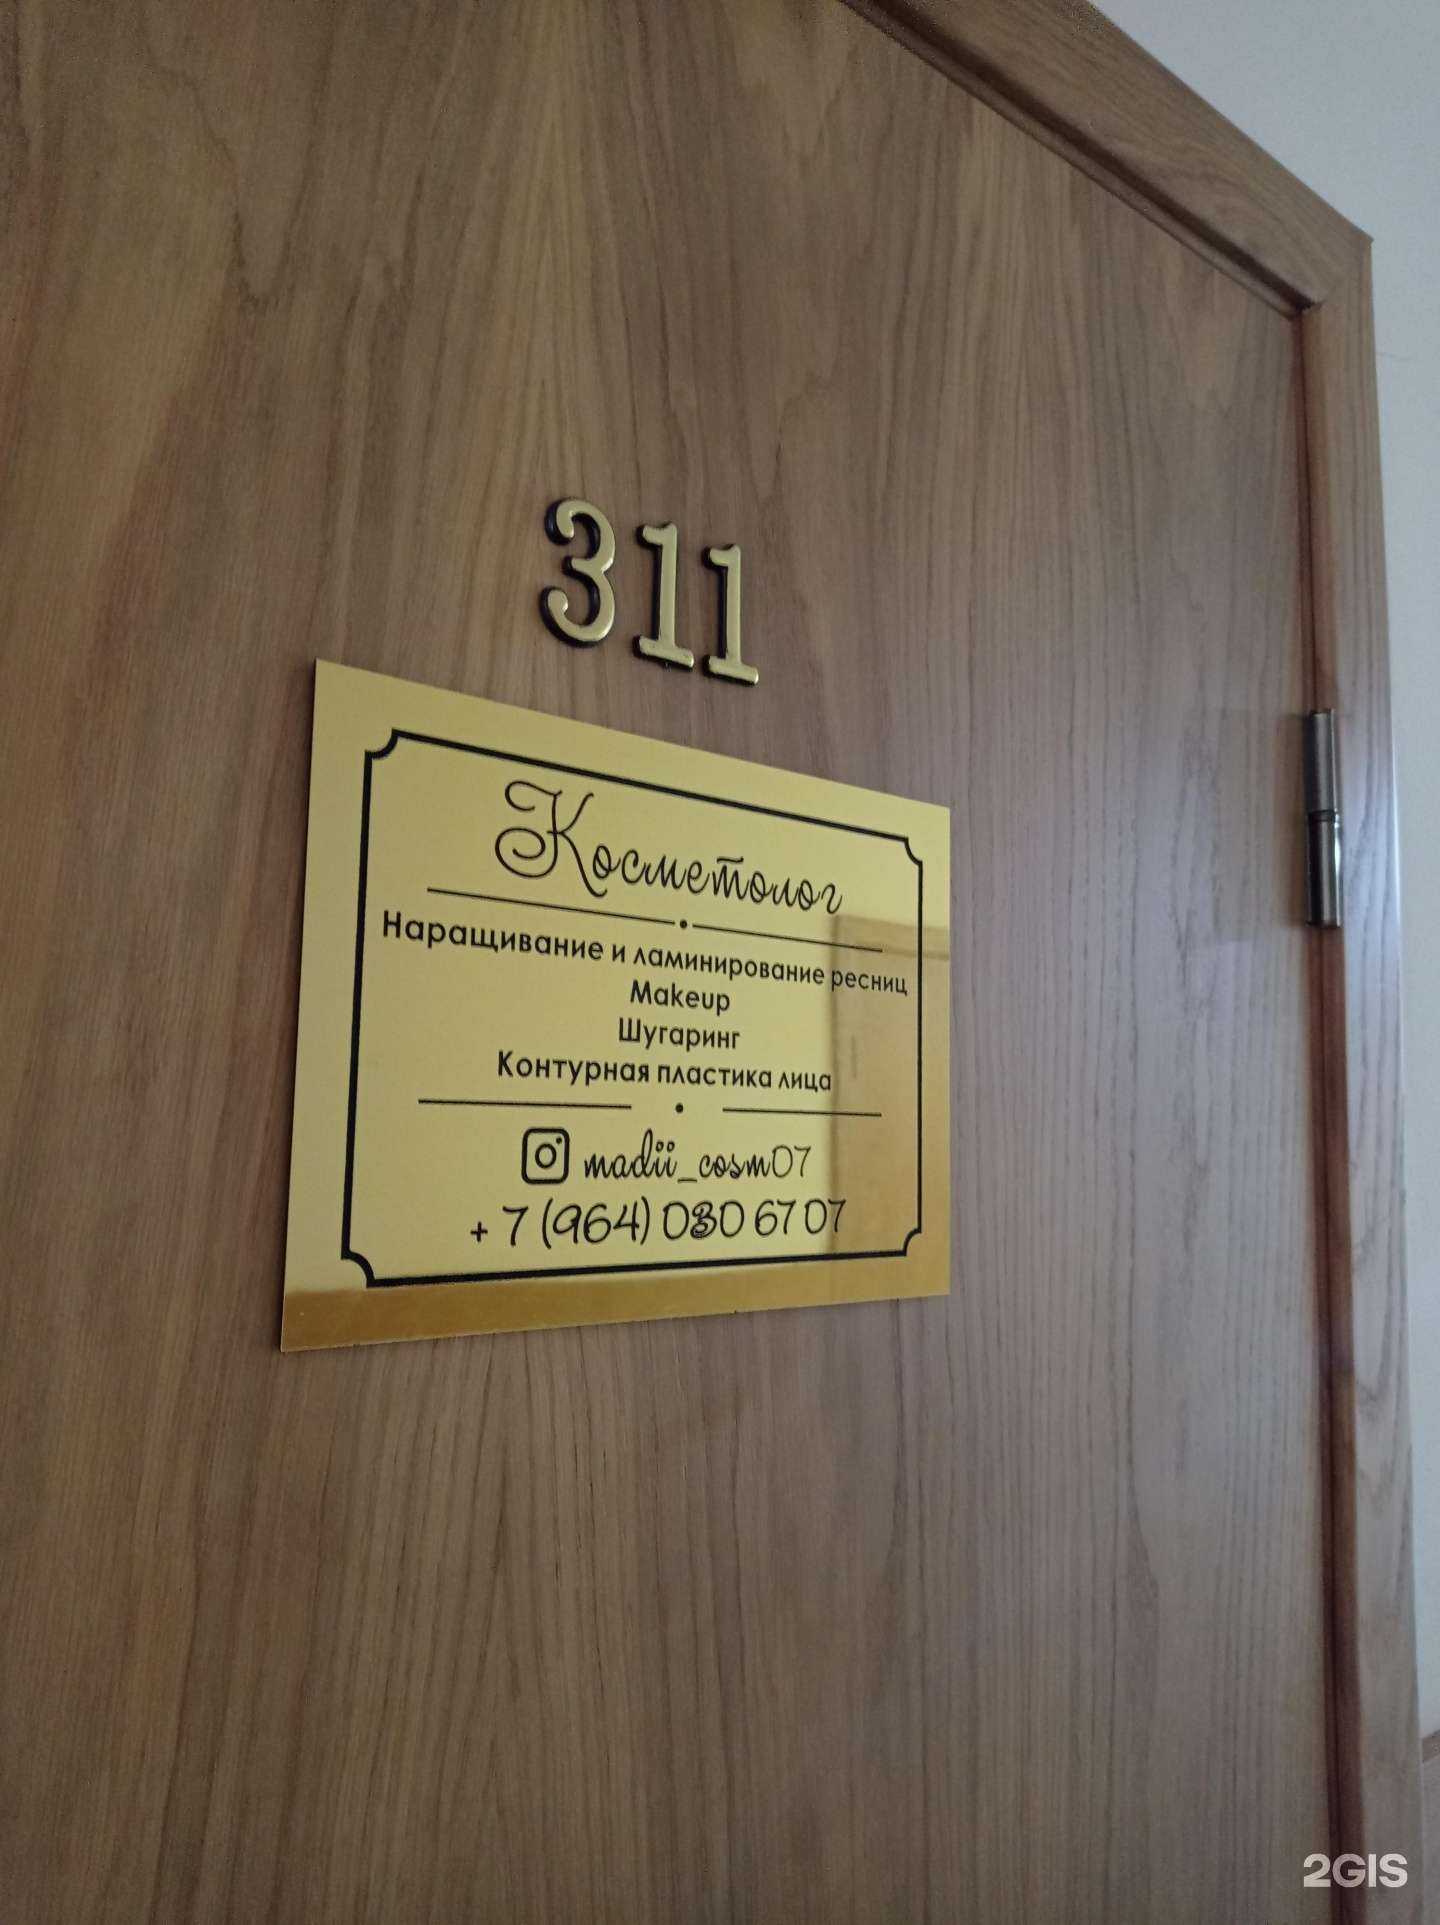 311
Косметолог
Наращивание и ламинирование ресниц
Makeup
Шугаринг
Контурная пластика лица
madii_cosm07
+ 7 (964) 030 67 07
2GIS